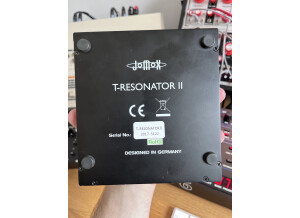 JOMOX
T-RESONATOR II
CE
Serial No.:
DESIGNED IN GERMANY